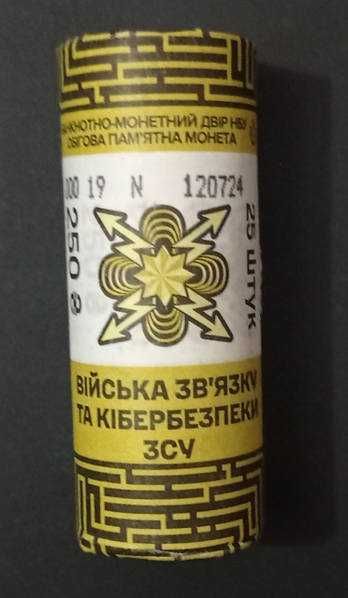 БАНКНОТНО-МОНЕТНИЙ ДВІР НБУ
ОБІГОВА ПАМ'ЯТНА МОНЕТА
19 N 120724
250 ₴
25 ШТУК
ВІЙСЬКА ЗВ'ЯЗКУ
ТА КІБЕРБЕЗПЕКИ
ЗСУ